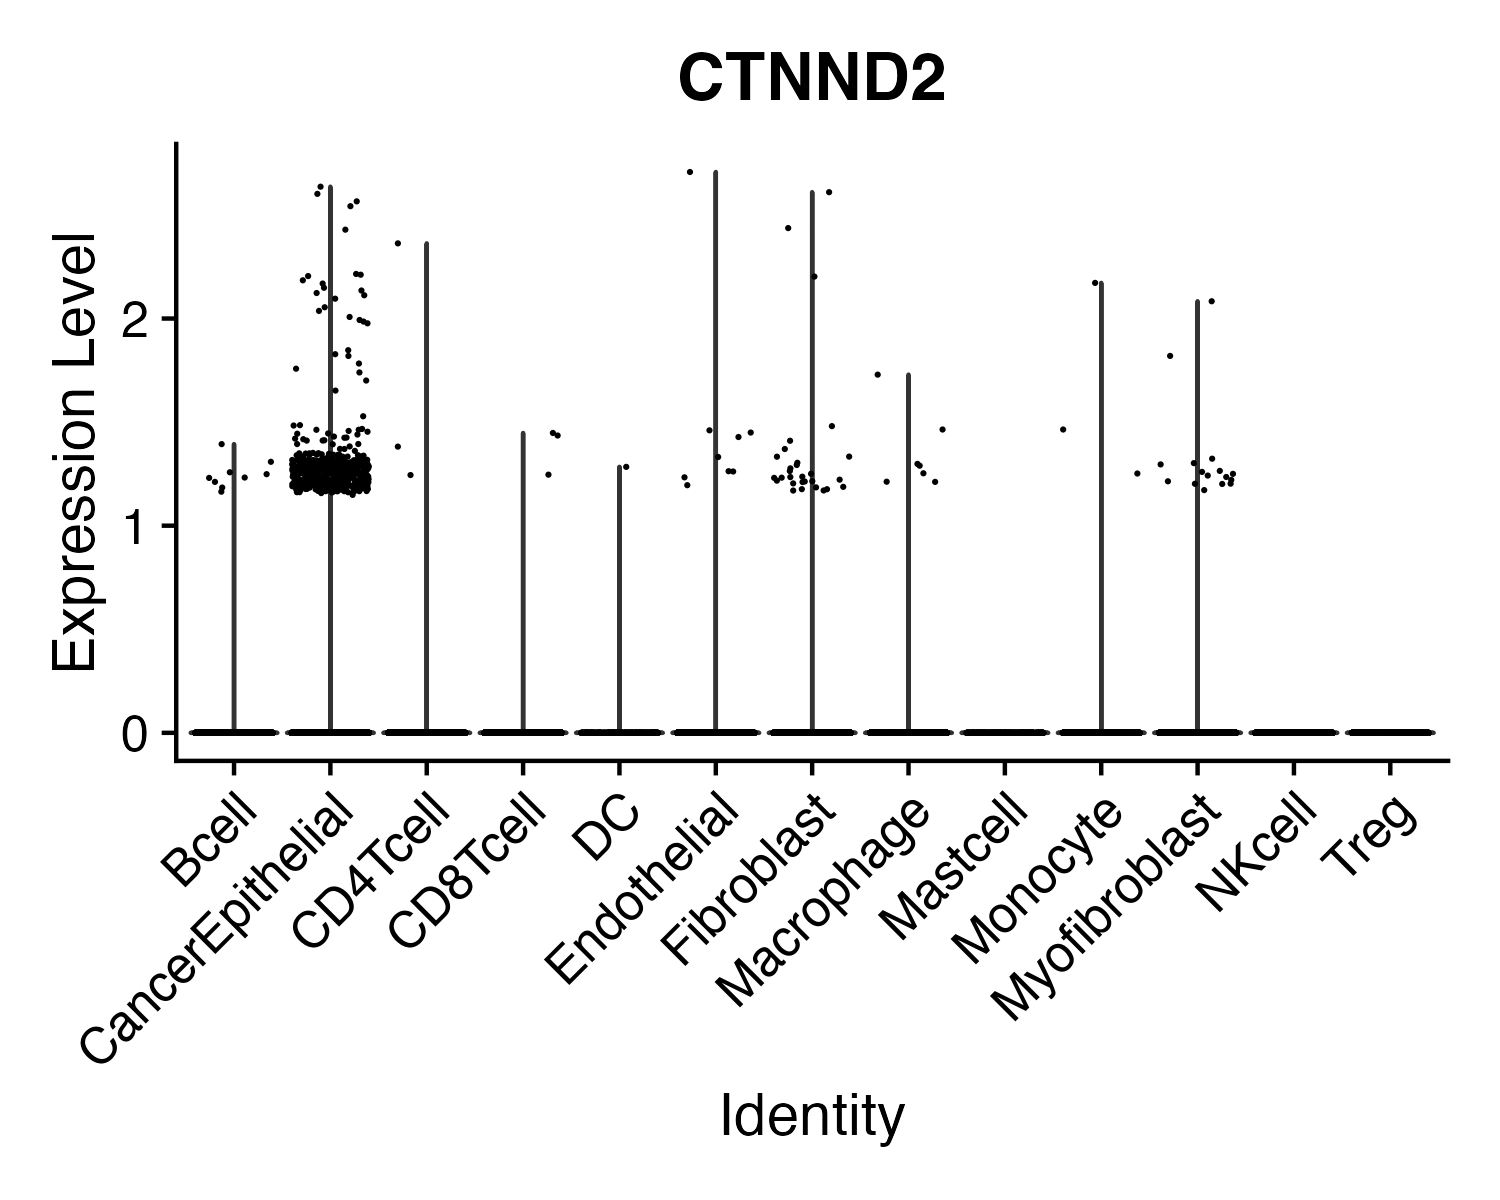 CTNND2
Expression Level
2
1
0
Bcell
CancerEpithelial
CD4Tcell
CD8Tcell
DC
Endothelial
Fibroblast
Macrophage
Mastcell
Monocyte
Myofibroblast
NKcell
Treg
Identity